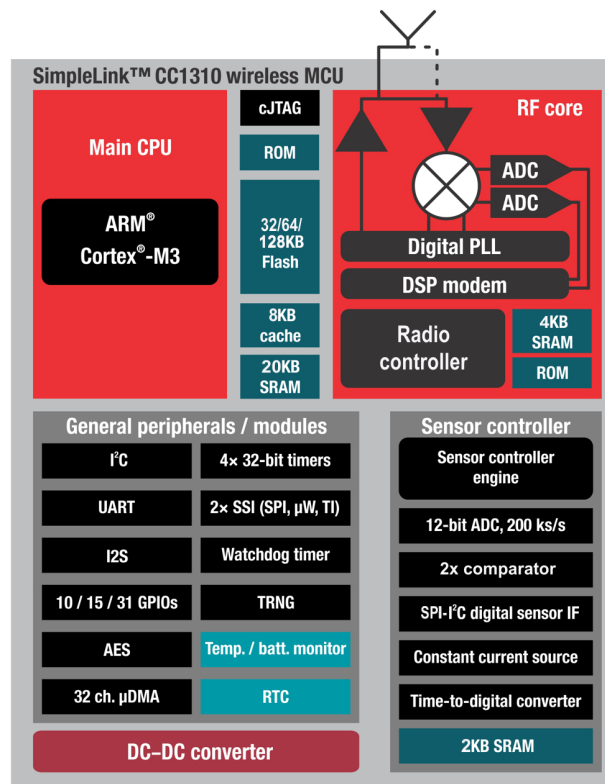 SimpleLink™ CC1310 wireless MCU
Main CPU
ARM®
Cortex®-M3
cJTAG
ROM
32/64/
128KB
Flash
8KB
cache
20KB
SRAM
RF core
ADC
ADC
Digital PLL
DSP modem
Radio
controller
4KB
SRAM
ROM
General peripherals / modules
I²C
4× 32-bit timers
UART
2× SSI (SPI, µW, TI)
I2S
Watchdog timer
10 / 15 / 31 GPIOs
TRNG
AES
Temp. / batt. monitor
32 ch. µDMA
RTC
Sensor controller
Sensor controller
engine
12-bit ADC, 200 ks/s
2x comparator
SPI-I²C digital sensor IF
Constant current source
Time-to-digital converter
2KB SRAM
DC–DC converter